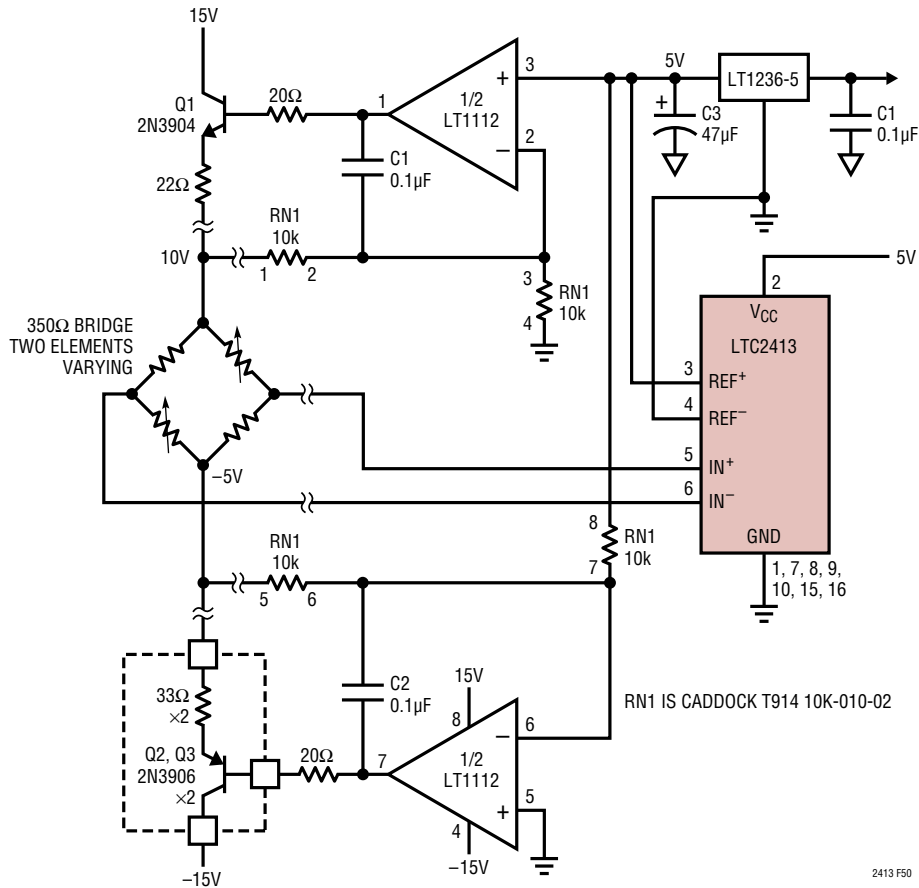 15V
Q1
2N3904
20Ω
1
1/2
LT1112
+
3
−
2
5V
LT1236-5
+
C3
47µF
C1
0.1µF
C1
0.1µF
22Ω
RN1
10k
10V
1
2
3
4
RN1
10k
350Ω BRIDGE
TWO ELEMENTS
VARYING
−5V
5V
2
VCC
LTC2413
3
REF+
4
REF−
5
IN+
6
IN−
GND
1, 7, 8, 9,
10, 15, 16
8
RN1
10k
7
RN1
10k
5
6
C2
0.1µF
33Ω
×2
Q2, Q3
2N3906
×2
20Ω
7
15V
8
1/2
LT1112
−
6
+
5
4
−15V
−15V
RN1 IS CADDOCK T914 10K-010-02
2413 F50